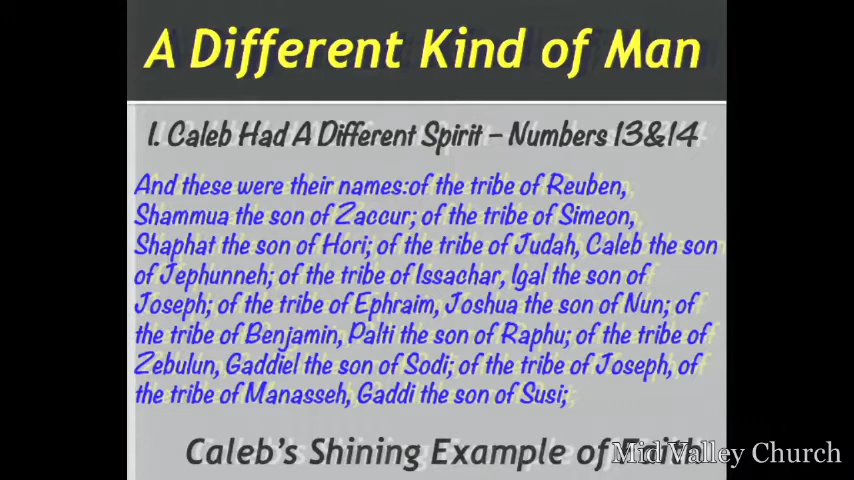 A Different Kind of Man
1. Caleb Had A Different Spirit – Numbers 13&14
And these were their names:of the tribe of Reuben,
Shammua the son of Zaccur; of the tribe of Simeon,
Shaphat the son of Hori; of the tribe of Judah, Caleb the son
of Jephunneh; of the tribe of Issachar, Igal the son of
Joseph; of the tribe of Ephraim, Joshua the son of Nun; of
the tribe of Benjamin, Palti the son of Raphu; of the tribe of
Zebulun, Gaddiel the son of Sodi; of the tribe of Joseph, of
the tribe of Manasseh, Gaddi the son of Susi;
Caleb's Shining Example of Faith
Mid Valley Church